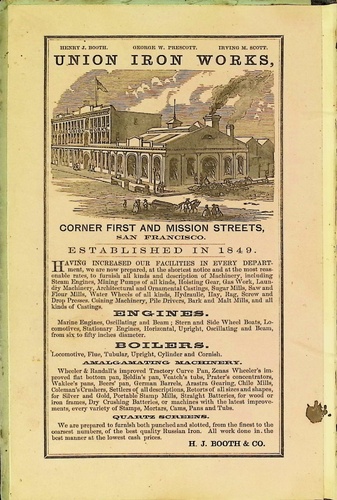 HENRY J. BOOTH. GEORGE W. PRESCOTT. IRVING M. SCOTT.
UNION IRON WORKS,
CORNER FIRST AND MISSION STREETS,
SAN FRANCISCO.
ESTABLISHED IN 1849.
HAVING INCREASED OUR FACILITIES IN EVERY DEPART-
MENT, we are now prepared, at the shortest notice and at the most reas-
onable rates, to furnish all kinds and description of Machinery, including
Steam Engines, Mining Pumps of all kinds, Hoisting Gear, Gas Work, Laun-
dry Machinery, Architectural and Ornamental Castings, Sugar Mills, Saw and
Flour Mills, Water Wheels of all kinds, Hydraulic, Hay, Rag, Screw and
Drop Presses, Coining Machinery, Pile Drivers, Bark and Malt Mills, and all
kinds of Castings.
ENGINES.
Marine Engines, Oscillating and Beam; Stern and Side Wheel Boats, Lo-
comotives, Stationary Engines, Horizontal, Upright, Oscillating and Beam,
from six to fifty inches diameter.
BOILERS.
Locomotive, Flue, Tubular, Upright, Cylinder and Cornish.
AMALGAMATING MACHINERY.
Wheeler & Randall's improved Tractory Curve Pan, Zenas Wheeler's im-
proved flat bottom pan, Beldin's pan, Veatch's tubs, Prater's concentrators,
Waklee's pans, Beers' pan, German Barrels, Arastra Gearing, Chile Mills,
Coleman's Crushers, Settlers of all descriptions, Retorts of all sizes and shapes,
for Silver and Gold, Portable Stamp Mills, Straight Batteries, for wood or
iron frames, Dry Crushing Batteries, or machines with the latest improve-
ments, every variety of Stamps, Mortars, Cams, Pans and Tubs.
QUARTZ SCREENS.
We are prepared to furnish both punched and slotted, from the finest to the
coarsest numbers, of the best quality Russian Iron. All work done in the
best manner at the lowest cash prices.
H. J. BOOTH & CO.